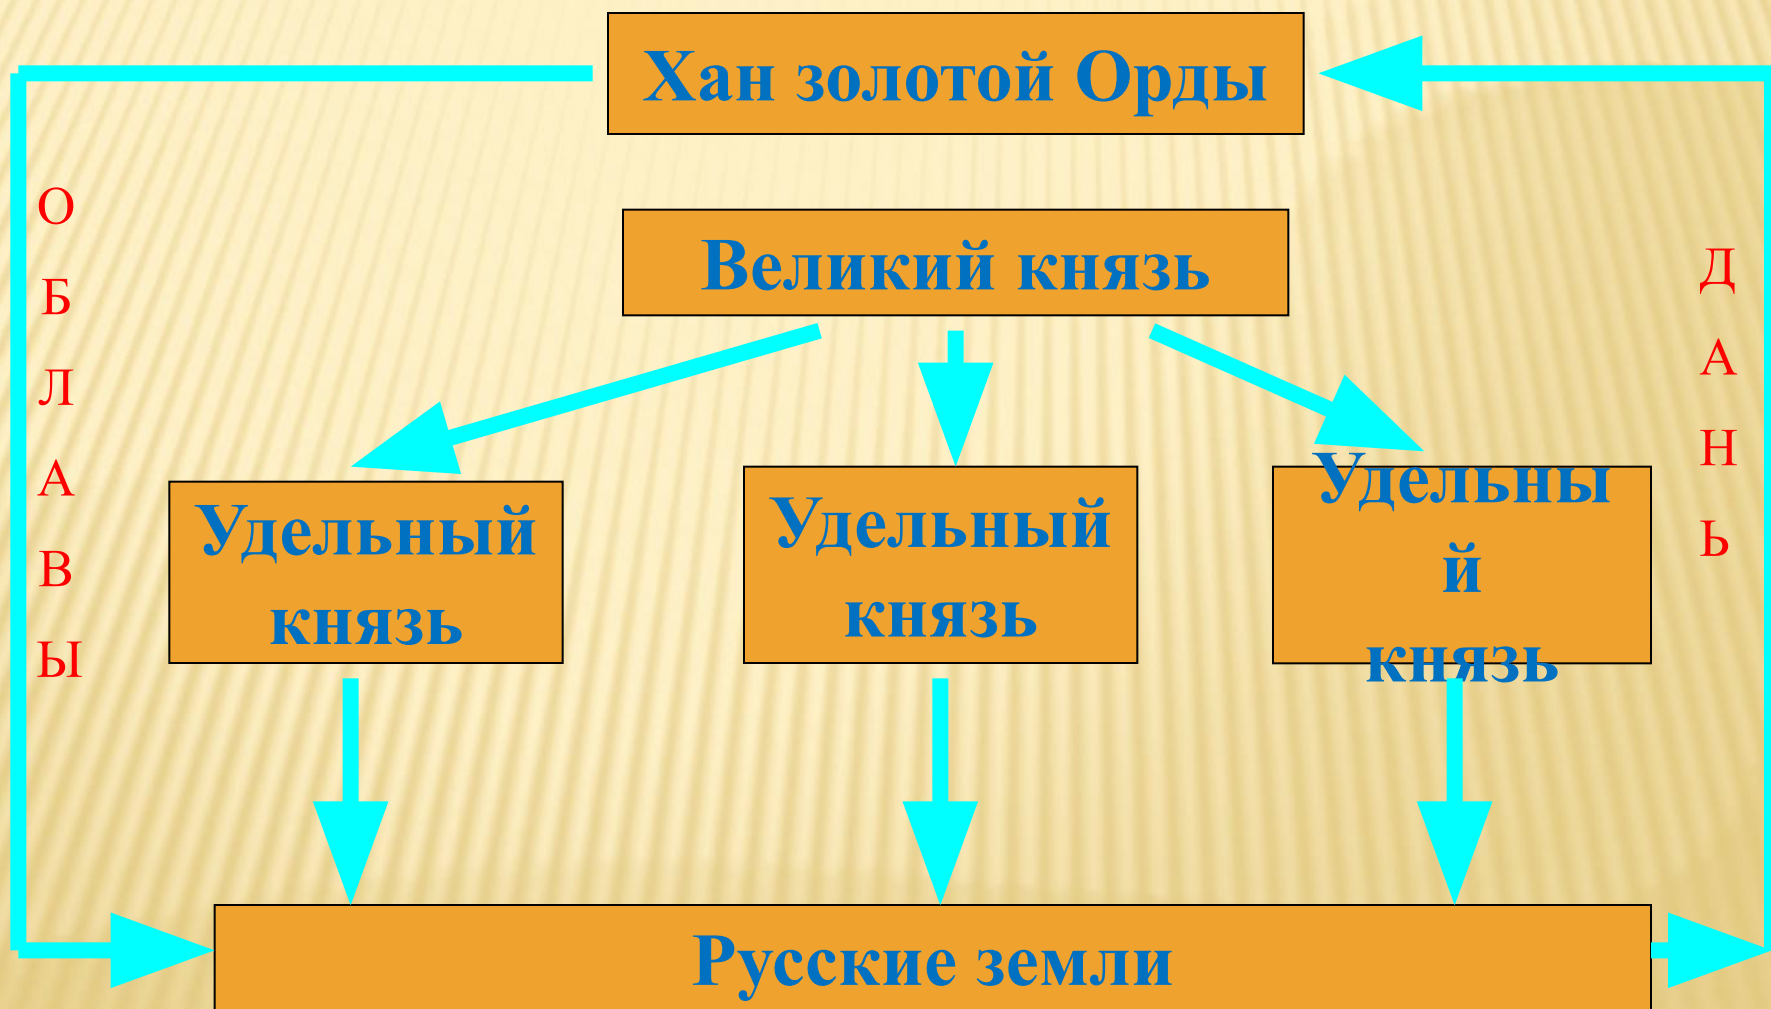 Хан золотой Орды
Великий князь
О
Б
Л
А
В
Ы
Д
А
Н
Ь
Удельный
князь
Удельный
князь
Удельны
й
князь
Русские земли